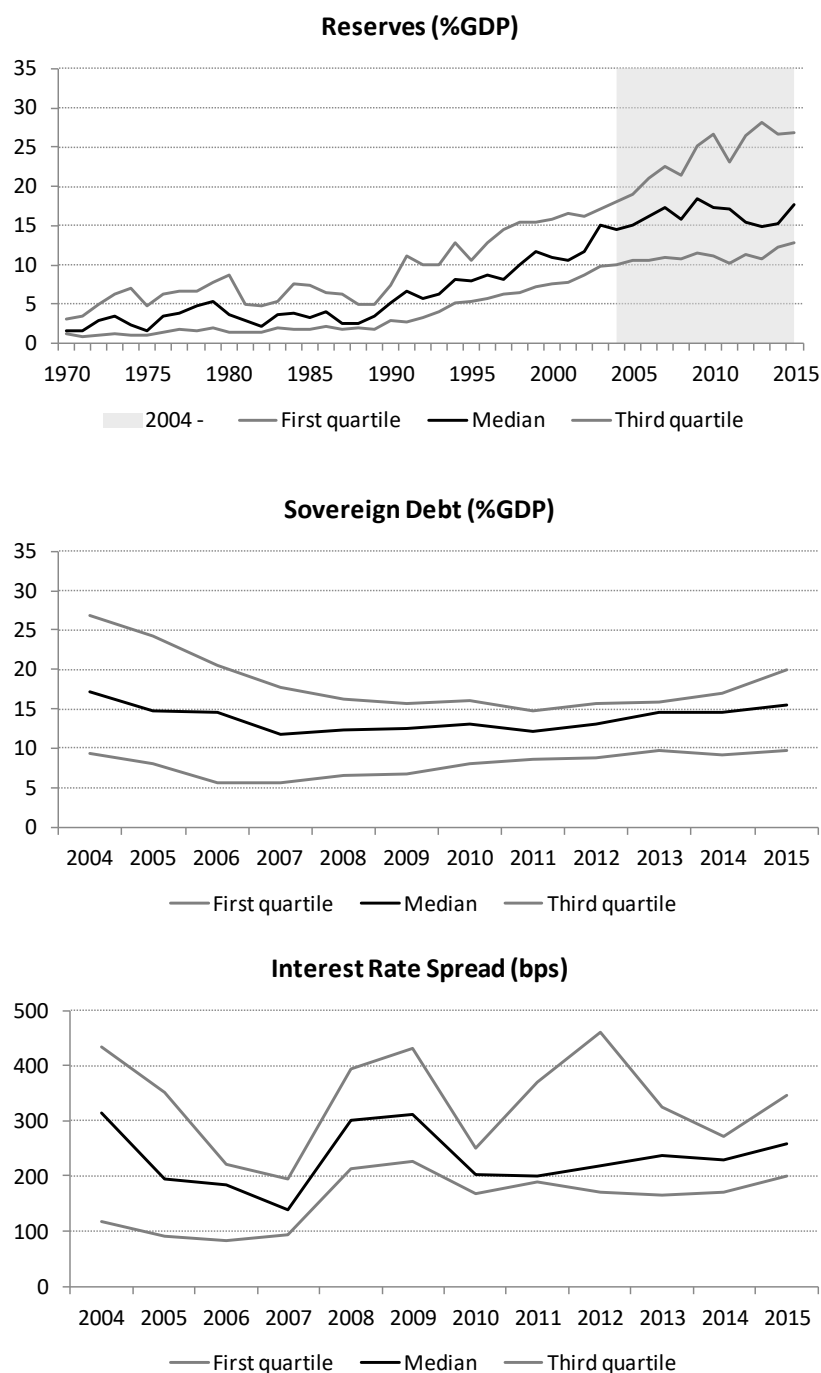 Reserves (%GDP)
35
30
25
20
15
10
5
0
1970 1975 1980 1985 1990 1995 2000 2005 2010 2015
2004 - First quartile Median Third quartile
Sovereign Debt (%GDP)
35
30
25
20
15
10
5
0
2004 2005 2006 2007 2008 2009 2010 2011 2012 2013 2014 2015
First quartile Median Third quartile
Interest Rate Spread (bps)
500
400
300
200
100
0
2004 2005 2006 2007 2008 2009 2010 2011 2012 2013 2014 2015
First quartile Median Third quartile